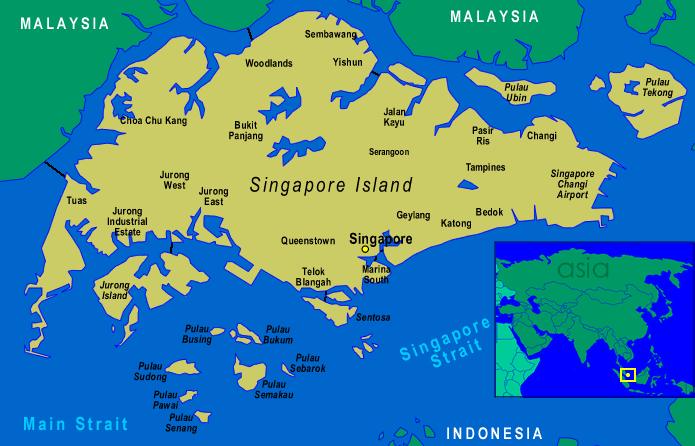 MALAYSIA
MALAYSIA
Sembawang
Woodlands
Yishun
Pulau
Ubin
Pulau
Tekong
Choa Chu Kang
Bukit
Panjang
Jalan
Kayu
Pasir
Ris
Changi
Serangoon
Tampines
Jurong
West
Jurong
East
Singapore Island
Singapore
Changi
Airport
Tuas
Jurong
Industrial
Estate
Geylang
Katong
Bedok
Queenstown
Singapore
Telok
Blangah
Marina
South
Jurong
Island
Sentosa
asia
Pulau
Busing
Pulau
Bukum
Singapore
Strait
Pulau
Sebarok
Pulau
Sudong
Pulau
Semakau
Pulau
Pawai
Pulau
Senang
Main Strait
INDONESIA